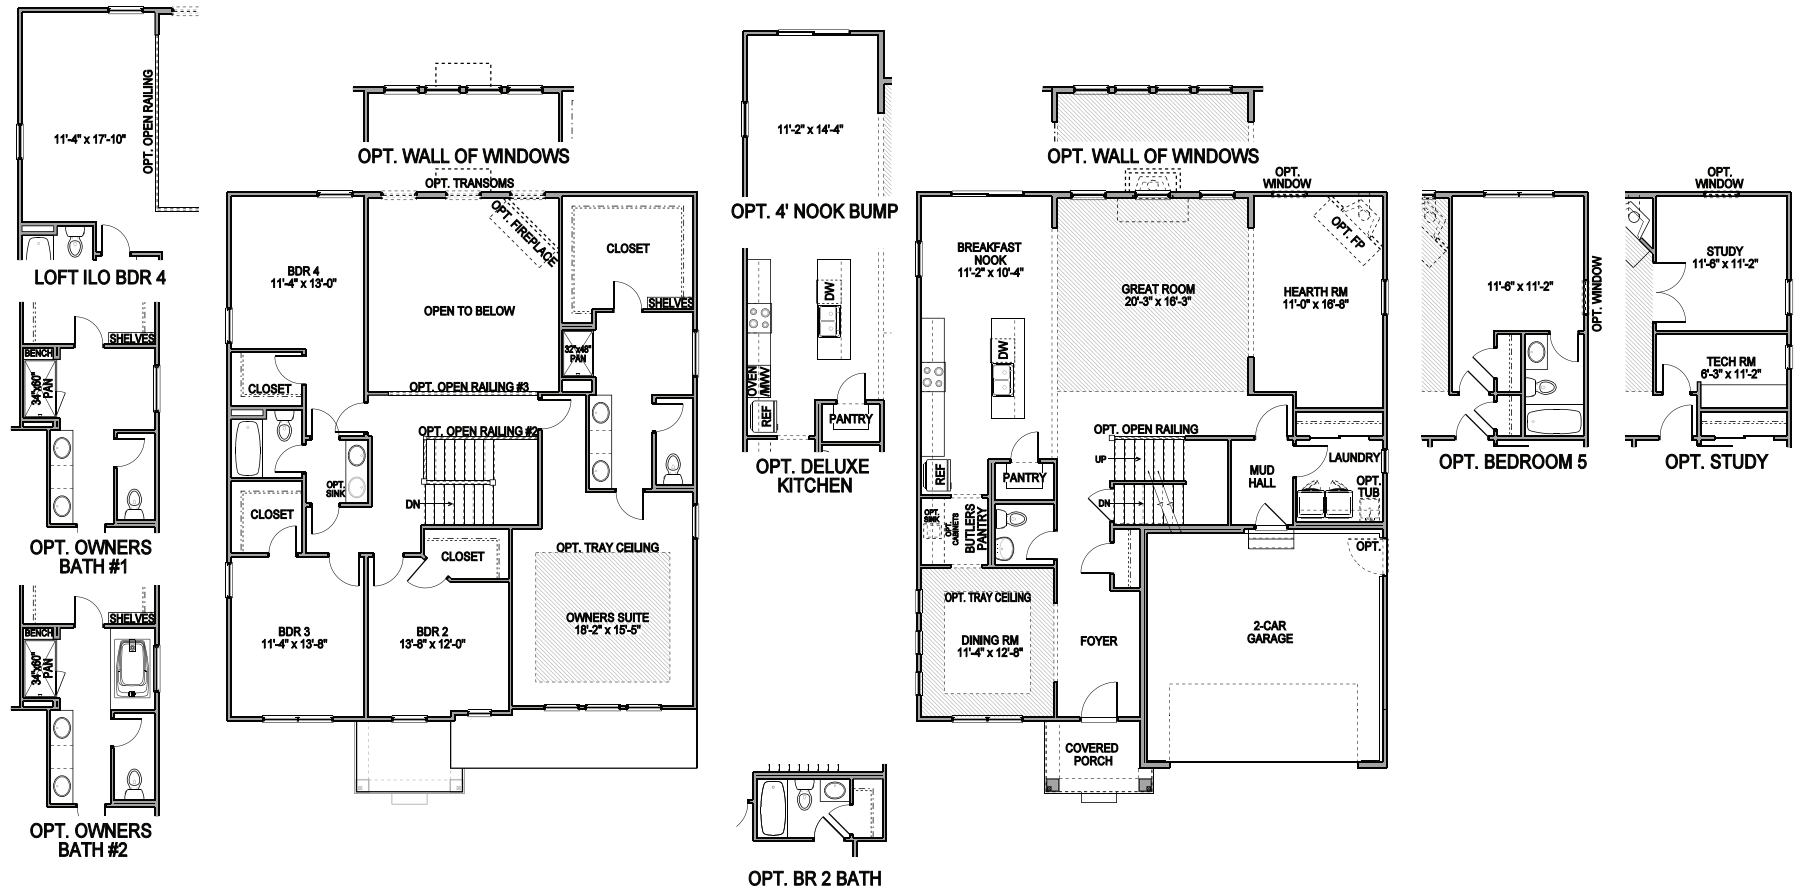 OPT. OPEN RAILING
11'-4" x 17'-10"
LOFT ILO BDR 4
SHELVES
BENCH
34"x60"
PAN
OPT. OWNERS
BATH #1
SHELVES
BENCH
34"x60"
PAN
OPT. OWNERS
BATH #2
OPT. WALL OF WINDOWS
OPT. TRANSOMS
OPT. FIREPLACE
CLOSET
BDR 4
11'-4" x 13'-0"
OPEN TO BELOW
SHELVES
32"x48"
PAN
CLOSET
OPT. OPEN RAILING #3
OPT. OPEN RAILING #2
OPT.
SINK
DN
CLOSET
CLOSET
OPT. TRAY CEILING
OWNERS SUITE
18'-2" x 15'-5"
BDR 3
11'-4" x 13'-8"
BDR 2
13'-8" x 12'-0"
11'-2" x 14'-4"
OPT. 4' NOOK BUMP
DW
OVEN
/MWV
REF
PANTRY
OPT. DELUXE
KITCHEN
OPT. BR 2 BATH
OPT. WALL OF WINDOWS
OPT.
WINDOW
OPT. FP
BREAKFAST
NOOK
11'-2" x 10'-4"
GREAT ROOM
20'-3" x 16'-3"
HEARTH RM
11'-0" x 16'-8"
DW
OPT. OPEN RAILING
UP
DN
REF
PANTRY
MUD
HALL
LAUNDRY
OPT.
TUB
OPT.
SINK
OPT.
CABINETS
BUTLERS
PANTRY
OPT.
OPT. TRAY CEILING
DINING RM
11'-4" x 12'-8"
FOYER
2-CAR
GARAGE
COVERED
PORCH
11'-6" x 11'-2"
OPT. WINDOW
OPT. BEDROOM 5
OPT.
WINDOW
STUDY
11'-6" x 11'-2"
TECH RM
6'-3" x 11'-2"
OPT. STUDY